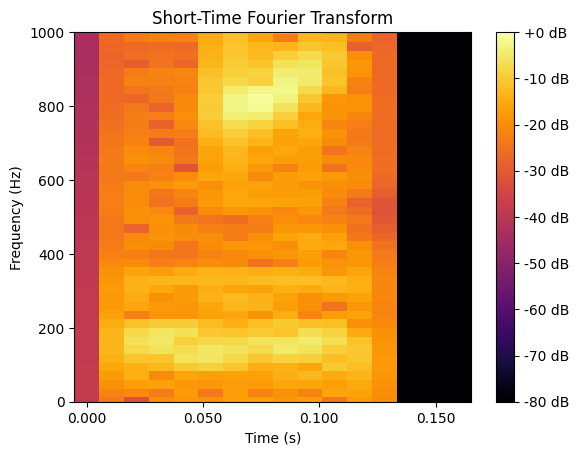 Short-Time Fourier Transform
Frequency (Hz)
1000
800
600
400
200
0
0.000
0.050
0.100
0.150
Time (s)
+0 dB
-10 dB
-20 dB
-30 dB
-40 dB
-50 dB
-60 dB
-70 dB
-80 dB